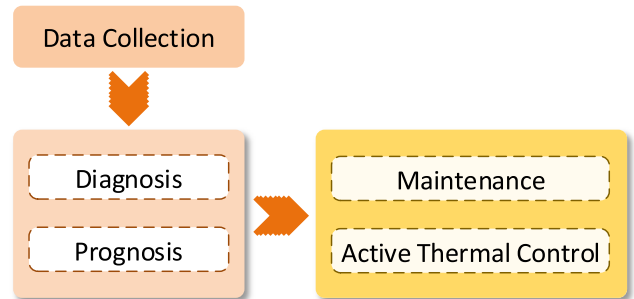 Data Collection
Diagnosis
Prognosis
Maintenance
Active Thermal Control